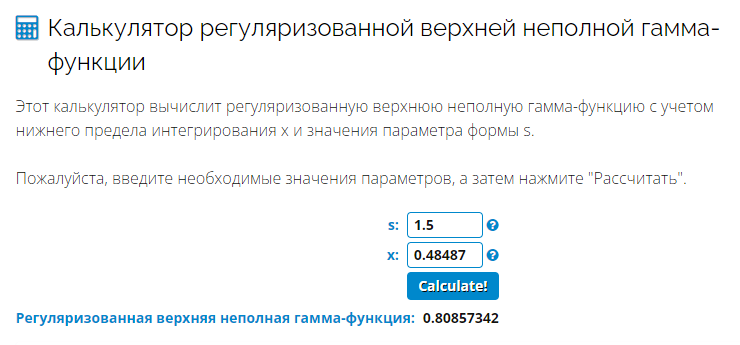 Калькулятор регуляризованной верхней неполной гамма-
функции
Этот калькулятор вычислит регуляризованную верхнюю неполную гамма-функцию с учетом
нижнего предела интегрирования x и значения параметра формы s.
Пожалуйста, введите необходимые значения параметров, а затем нажмите "Рассчитать".
s: 1.5 ?
x: 0.48487 ?
Calculate!
Регуляризованная верхняя неполная гамма-функция: 0.80857342